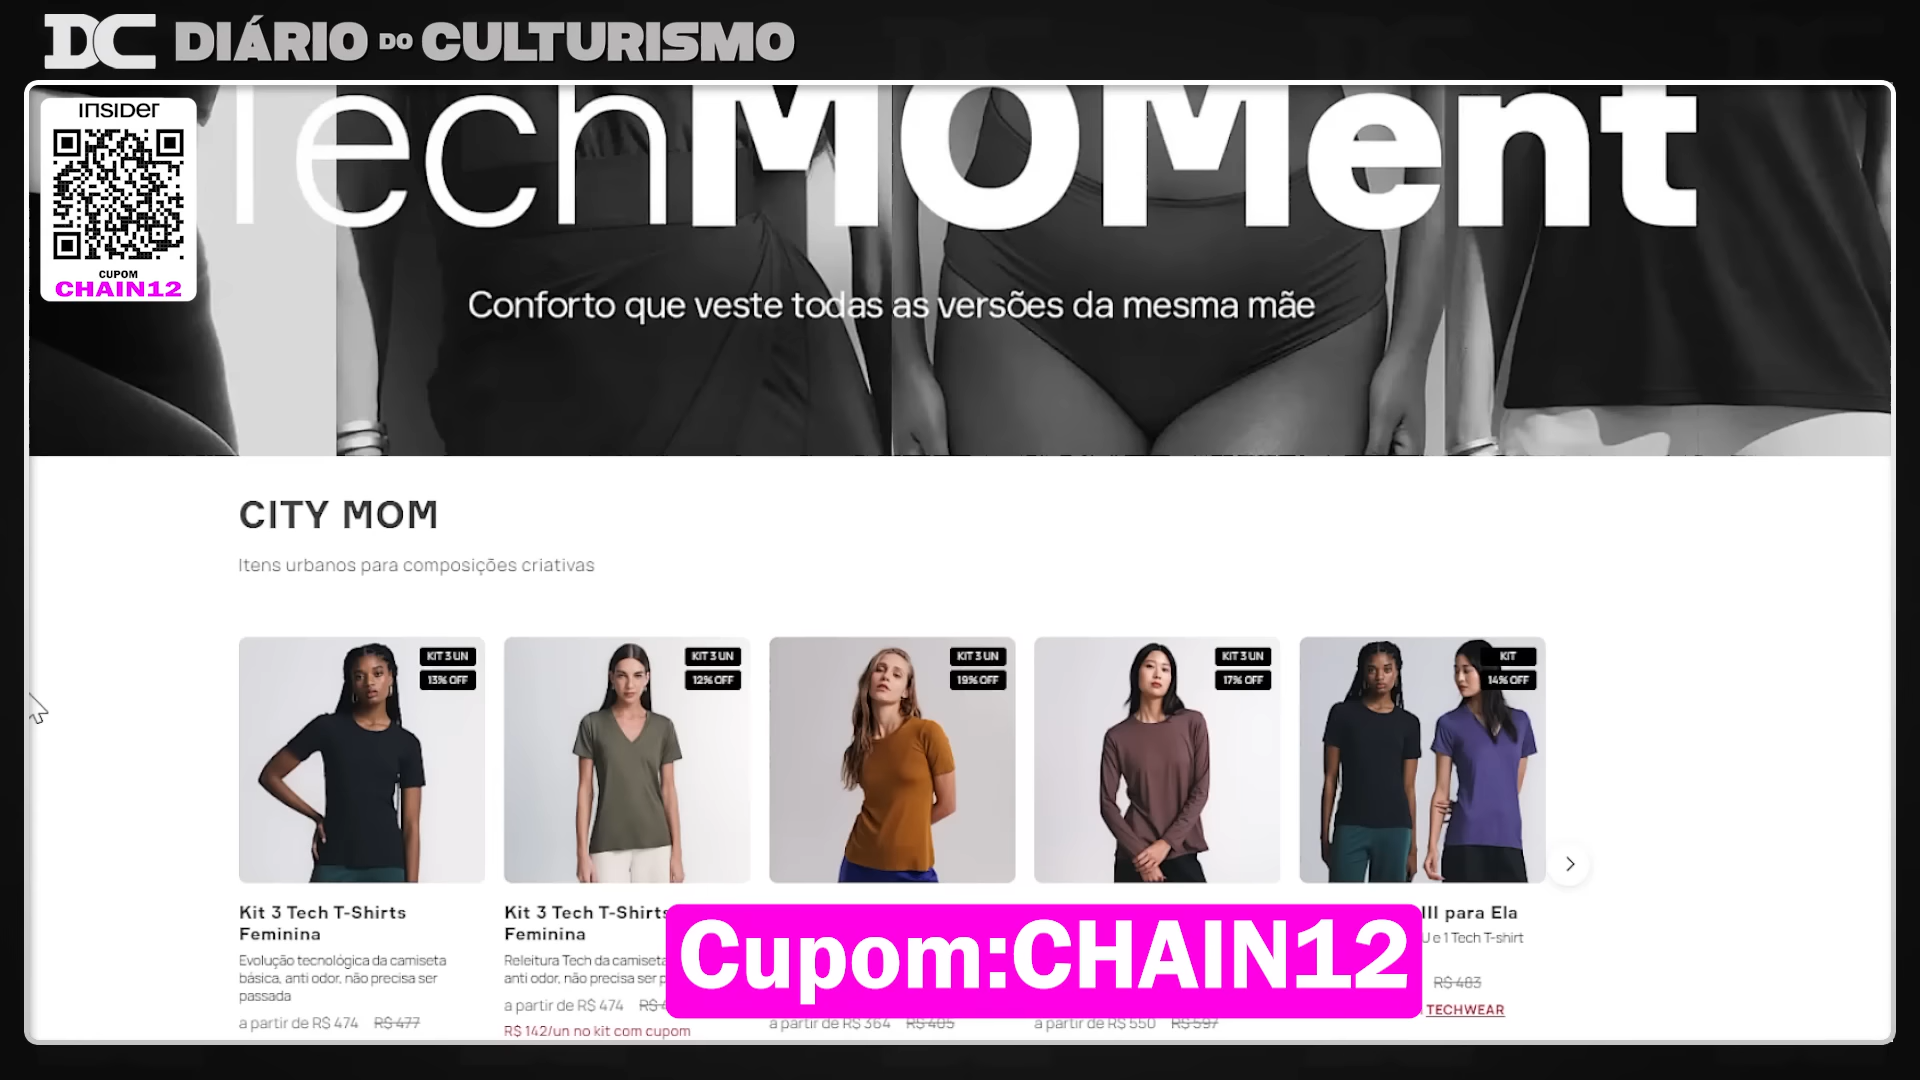 DC DIÁRIO DO CULTURISMO
INSIDER
CUPOM
CHAIN12
TechMOMent
Conforto que veste todas as versões da mesma mãe
CITY MOM
Itens urbanos para composições criativas
KIT 3 UN
13% OFF
KIT 3 UN
12% OFF
KIT 3 UN
19% OFF
KIT 3 UN
17% OFF
KIT
14% OFF
Kit 3 Tech T-Shirts
Feminina
Evolução tecnológica da camiseta
básica, anti odor, não precisa ser
passada
a partir de R$ 474 R$ 477
Kit 3 Tech T-Shirts
Feminina
Releitura Tech da camiseta
anti odor, não precisa ser
a partir de R$ 474
R$ 142/un no kit com cupom
a partir de R$ 364 R$ 405
a partir de R$ 550 R$ 597
III para Ela
e 1 Tech T-shirt
R$ 483
TECHWEAR
Cupom:CHAIN12